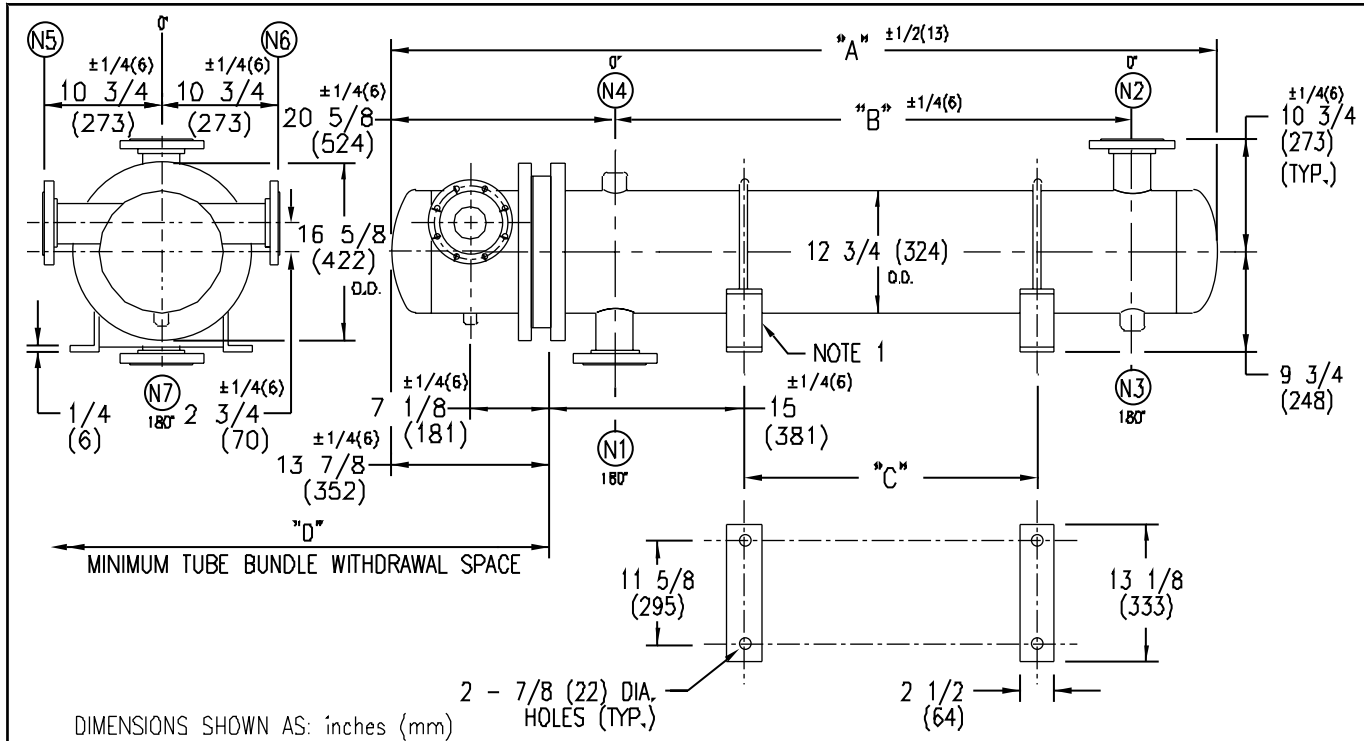 N5
0°
N6
±1/4(6)
±1/4(6)
10 3/4
(273)
10 3/4
(273)
±1/4(6)
20 5/8
(524)
"A" ±1/2(13)
0°
N4
"B" ±1/4(6)
0°
N2
±1/4(6)
10 3/4
(273)
(TYP.)
16 5/8
(422)
O.D.
12 3/4 (324)
O.D.
NOTE 1
9 3/4
(248)
N3
180°
1/4
(6)
N7
180°
±1/4(6)
2 3/4
(70)
±1/4(6)
7 1/8
(181)
±1/4(6)
15
(381)
N1
180°
±1/4(6)
13 7/8
(352)
"C"
"D"
MINIMUM TUBE BUNDLE WITHDRAWAL SPACE
11 5/8
(295)
13 1/8
(333)
2 - 7/8 (22) DIA.
HOLES (TYP.)
2 1/2
(64)
DIMENSIONS SHOWN AS: inches (mm)